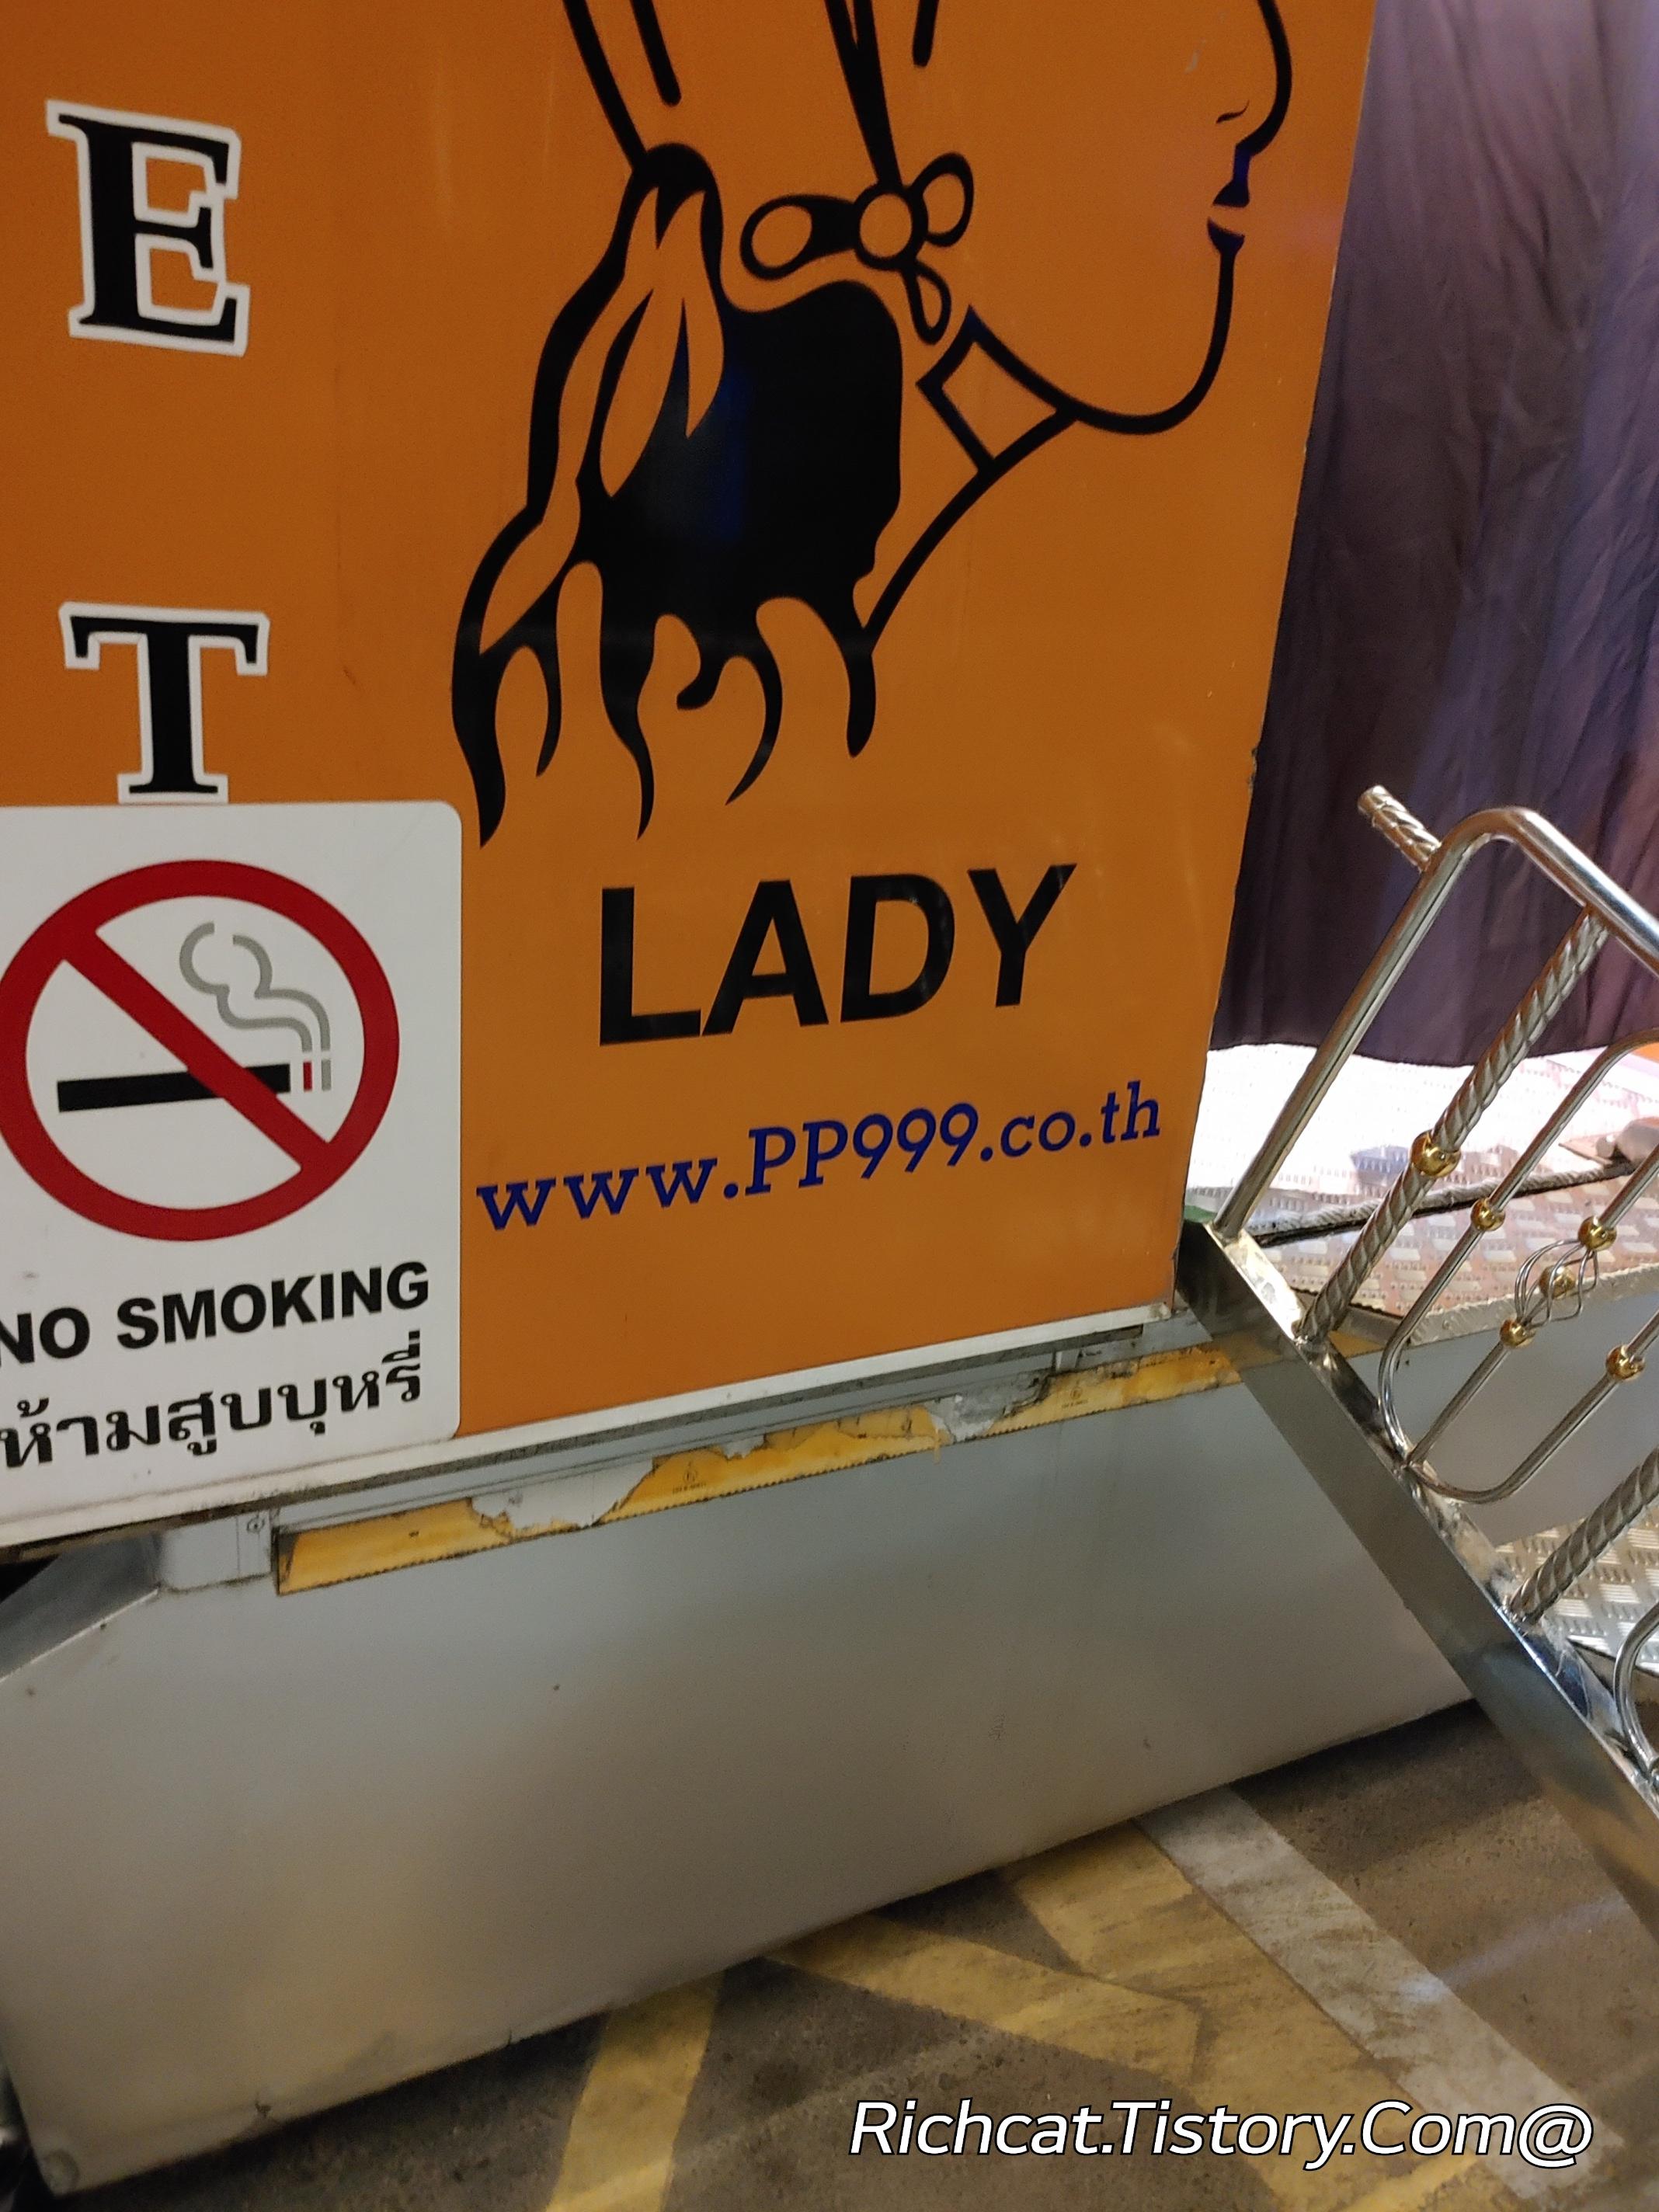 E
T
LADY
www.PP999.co.th
NO SMOKING
ห้ามสูบบุหรี่
Richcat.Tistory.Com@